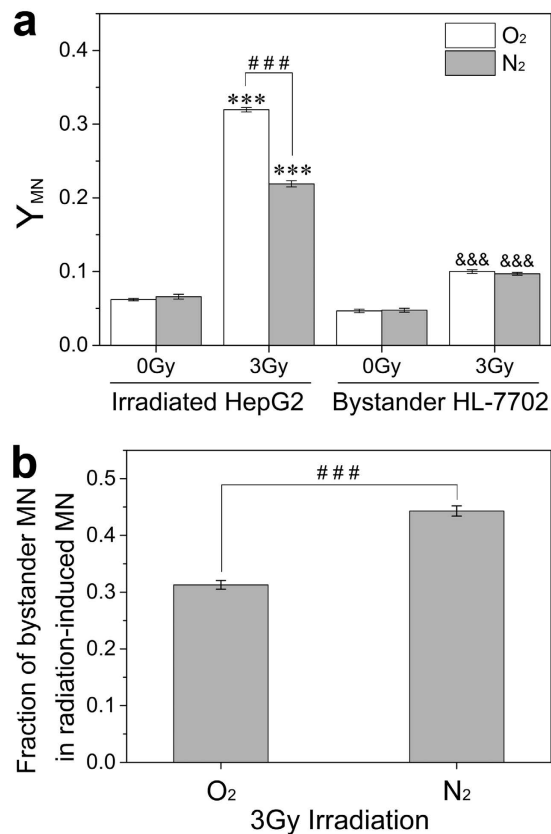 a
O₂
N₂
# # #
***
***
&&& &&&
Y_MN
0.4
0.3
0.2
0.1
0.0
0Gy 3Gy 0Gy 3Gy
Irradiated HepG2 Bystander HL-7702
b
# # #
Fraction of bystander MN
in radiation-induced MN
0.5
0.4
0.3
0.2
0.1
0.0
O₂ N₂
3Gy Irradiation